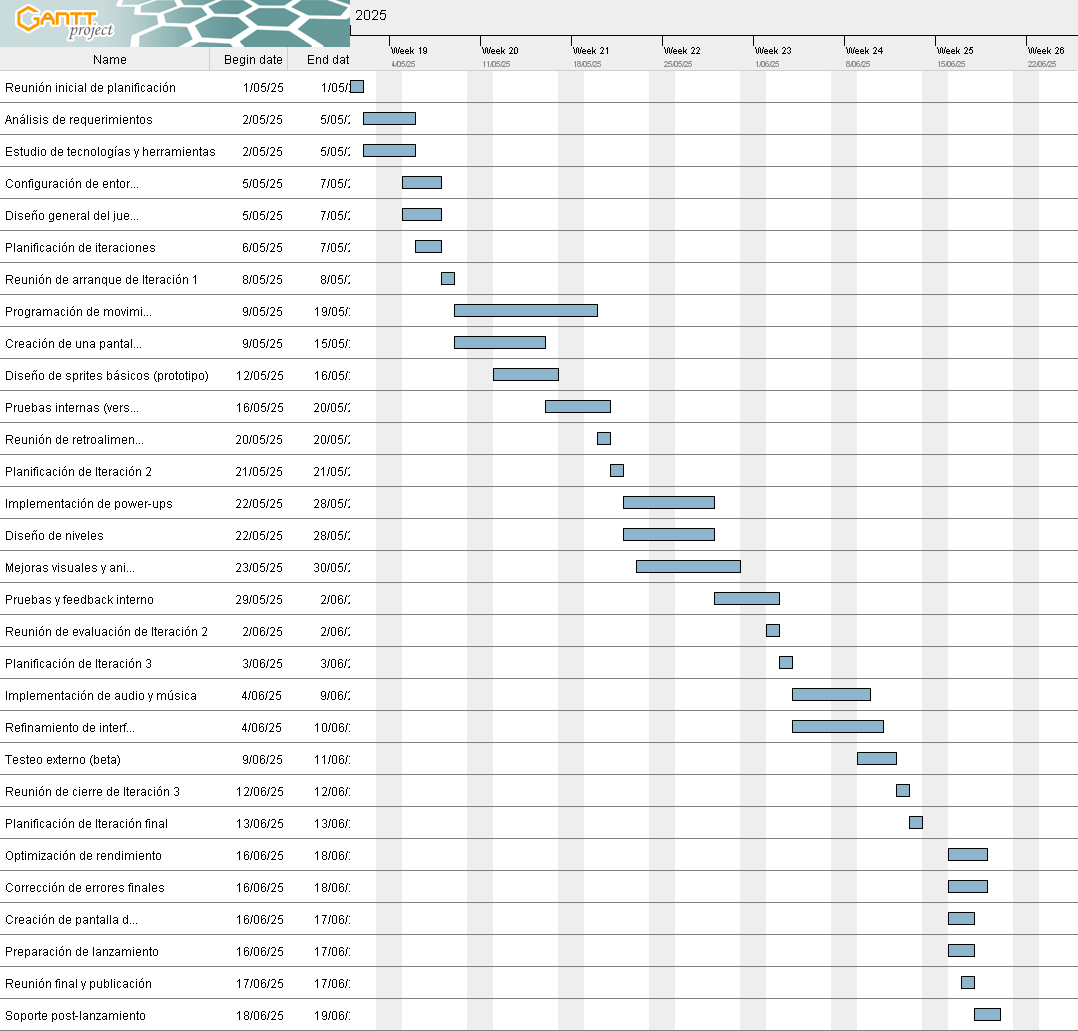 GANTT project
2025
Name Begin date End dat
Week 19 Week 20 Week 21 Week 22 Week 23 Week 24 Week 25 Week 26
4/05/25 11/05/25 18/05/25 25/05/25 1/06/25 8/06/25 15/06/25 22/06/25
Reunión inicial de planificación 1/05/25 1/05/2
Análisis de requerimientos 2/05/25 5/05/2
Estudio de tecnologías y herramientas 2/05/25 5/05/2
Configuración de entor... 5/05/25 7/05/2
Diseño general del jue... 5/05/25 7/05/2
Planificación de iteraciones 6/05/25 7/05/2
Reunión de arranque de Iteración 1 8/05/25 8/05/2
Programación de movimi... 9/05/25 19/05/
Creación de una pantal... 9/05/25 15/05/
Diseño de sprites básicos (prototipo) 12/05/25 16/05/
Pruebas internas (vers... 16/05/25 20/05/2
Reunión de retroalimen... 20/05/25 20/05/2
Planificación de Iteración 2 21/05/25 21/05/2
Implementación de power-ups 22/05/25 28/05/2
Diseño de niveles 22/05/25 28/05/2
Mejoras visuales y ani... 23/05/25 30/05/2
Pruebas y feedback interno 29/05/25 2/06/2
Reunión de evaluación de Iteración 2 2/06/25 2/06/2
Planificación de Iteración 3 3/06/25 3/06/2
Implementación de audio y música 4/06/25 9/06/2
Refinamiento de interf... 4/06/25 10/06/
Testeo externo (beta) 9/06/25 11/06/
Reunión de cierre de Iteración 3 12/06/25 12/06/
Planificación de Iteración final 13/06/25 13/06/
Optimización de rendimiento 16/06/25 18/06/
Corrección de errores finales 16/06/25 18/06/
Creación de pantalla d... 16/06/25 17/06/
Preparación de lanzamiento 16/06/25 17/06/
Reunión final y publicación 17/06/25 17/06/
Soporte post-lanzamiento 18/06/25 19/06/